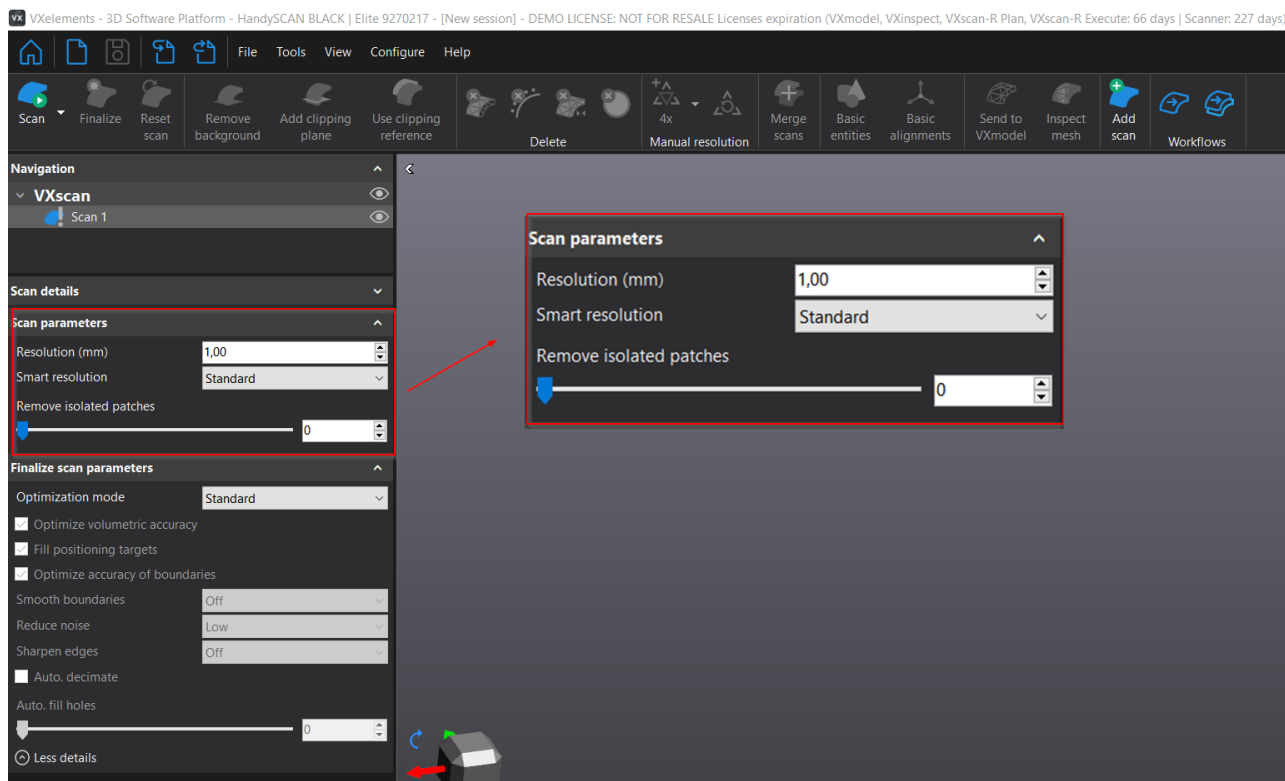 VX VXelements - 3D Software Platform - HandySCAN BLACK | Elite 9270217 - [New session] - DEMO LICENSE: NOT FOR RESALE Licenses expiration (VXmodel, VXinspect, VXscan-R Plan, VXscan-R Execute: 66 days | Scanner: 227 days)
File Tools View Configure Help
Scan
Finalize
Reset
scan
Remove
background
Add clipping
plane
Use clipping
reference
Delete
4x
Manual resolution
Merge
scans
Basic
entities
Basic
alignments
Send to
VXmodel
Inspect
mesh
Add
scan
Workflows
Navigation
VXscan
Scan 1
Scan details
Scan parameters
Resolution (mm) 1,00
Smart resolution Standard
Remove isolated patches
0
Finalize scan parameters
Optimization mode Standard
Optimize volumetric accuracy
Fill positioning targets
Optimize accuracy of boundaries
Smooth boundaries Off
Reduce noise Low
Sharpen edges Off
Auto. decimate
Auto. fill holes
0
Less details
Scan parameters
Resolution (mm) 1,00
Smart resolution Standard
Remove isolated patches
0